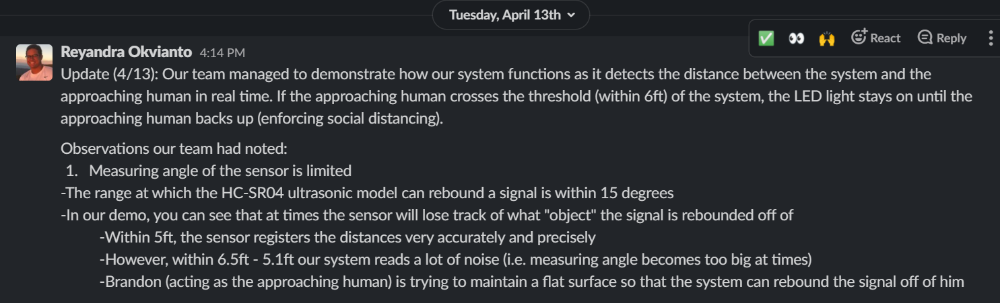 Tuesday, April 13th
React
Reply
Reyandra Okvianto 4:14 PM
Update (4/13): Our team managed to demonstrate how our system functions as it detects the distance between the system and the
approaching human in real time. If the approaching human crosses the threshold (within 6ft) of the system, the LED light stays on until the
approaching human backs up (enforcing social distancing).
Observations our team had noted:
1. Measuring angle of the sensor is limited
-The range at which the HC-SR04 ultrasonic model can rebound a signal is within 15 degrees
-In our demo, you can see that at times the sensor will lose track of what "object" the signal is rebounded off of
-Within 5ft, the sensor registers the distances very accurately and precisely
-However, within 6.5ft - 5.1ft our system reads a lot of noise (i.e. measuring angle becomes too big at times)
-Brandon (acting as the approaching human) is trying to maintain a flat surface so that the system can rebound the signal off of him